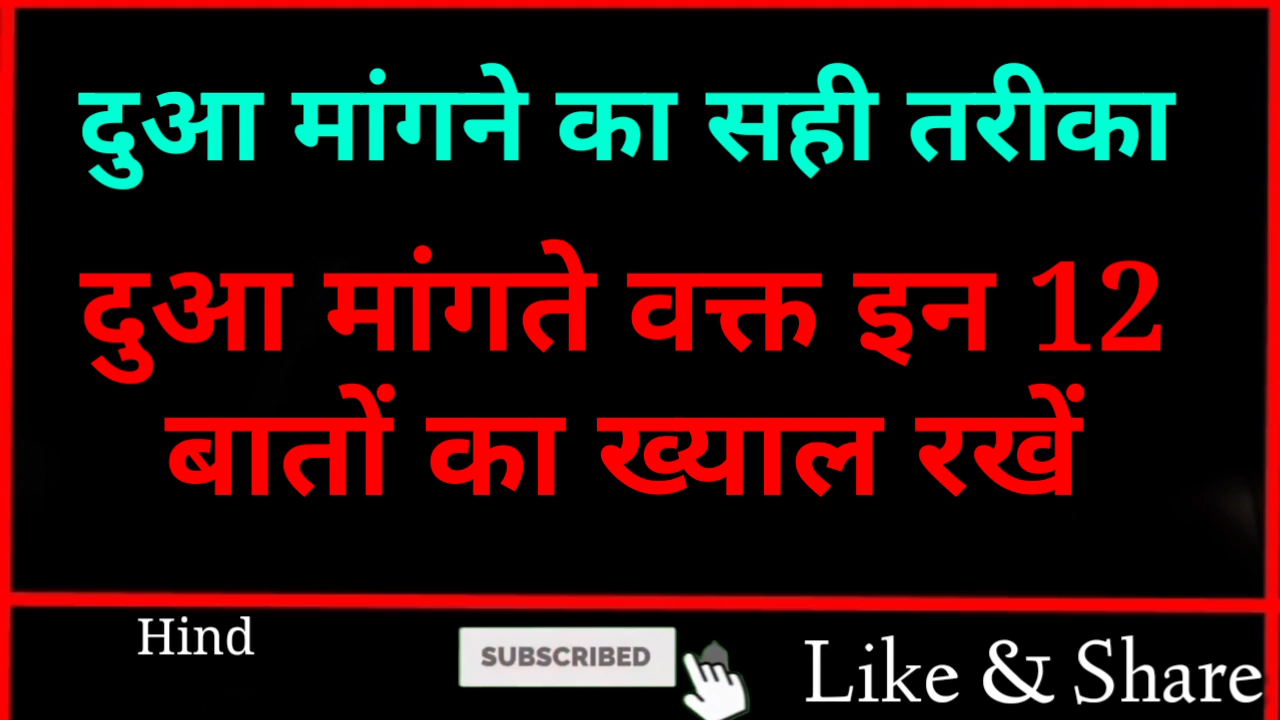 दुआ मांगने का सही तरीका
दुआ मांगते वक्त इन 12
बातों का ख्याल रखें
Hind
SUBSCRIBED
Like & Share